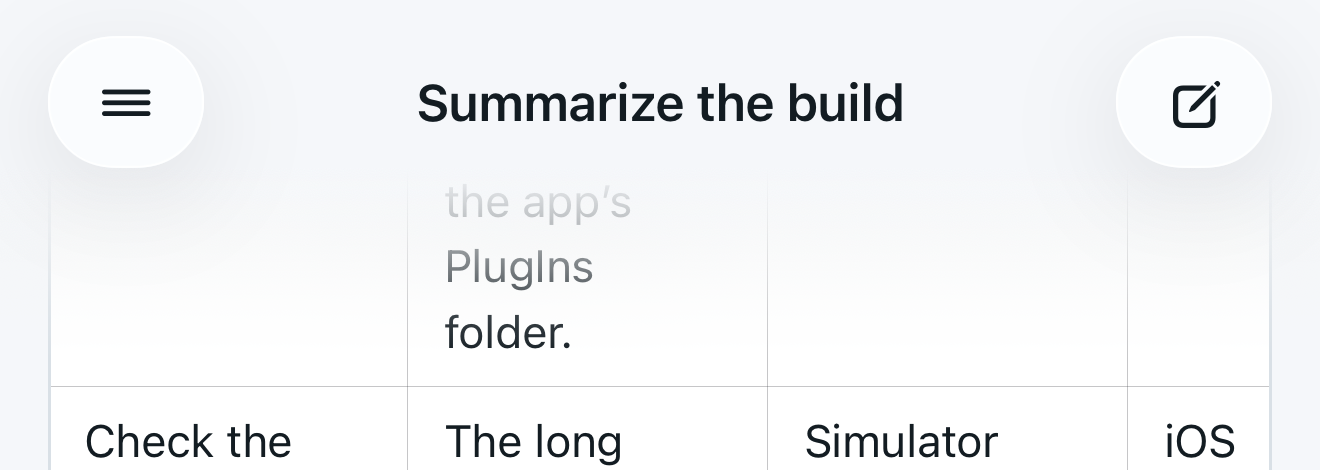 Summarize the build
the app’s
PlugIns
folder.
Check the
The long
Simulator
iOS